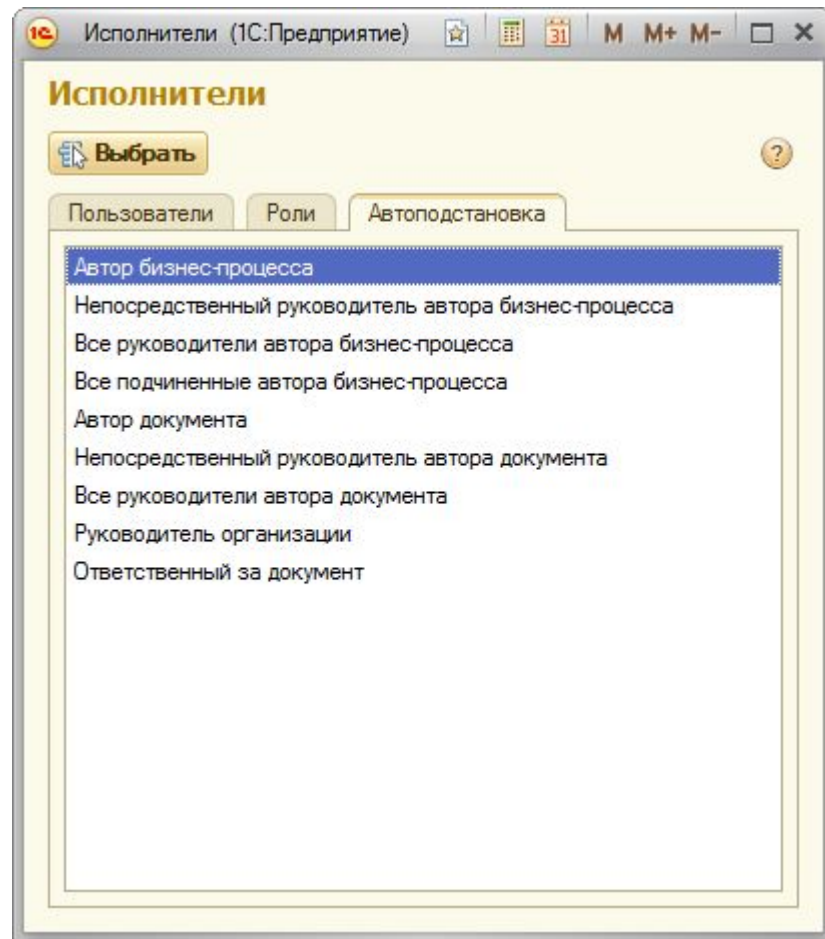 1С Исполнители (1С:Предприятие) 31 M M+ M-
Исполнители
Выбрать ?
Пользователи Роли Автоподстановка
Автор бизнес-процесса
Непосредственный руководитель автора бизнес-процесса
Все руководители автора бизнес-процесса
Все подчиненные автора бизнес-процесса
Автор документа
Непосредственный руководитель автора документа
Все руководители автора документа
Руководитель организации
Ответственный за документ